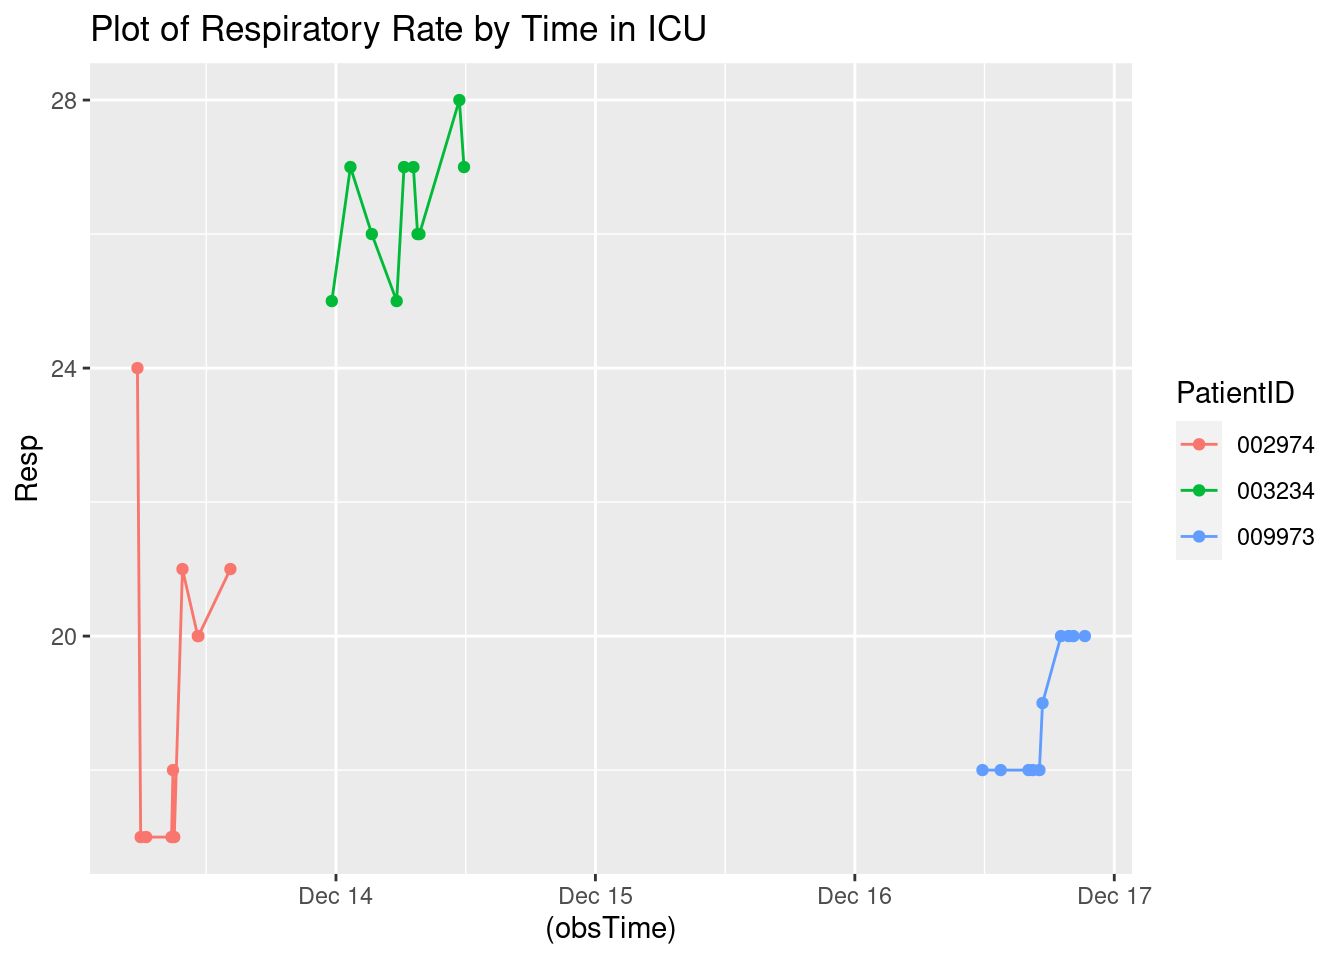 Plot of Respiratory Rate by Time in ICU
28
24
20
Resp
Dec 14
Dec 15
Dec 16
Dec 17
(obsTime)
PatientID
002974
003234
009973